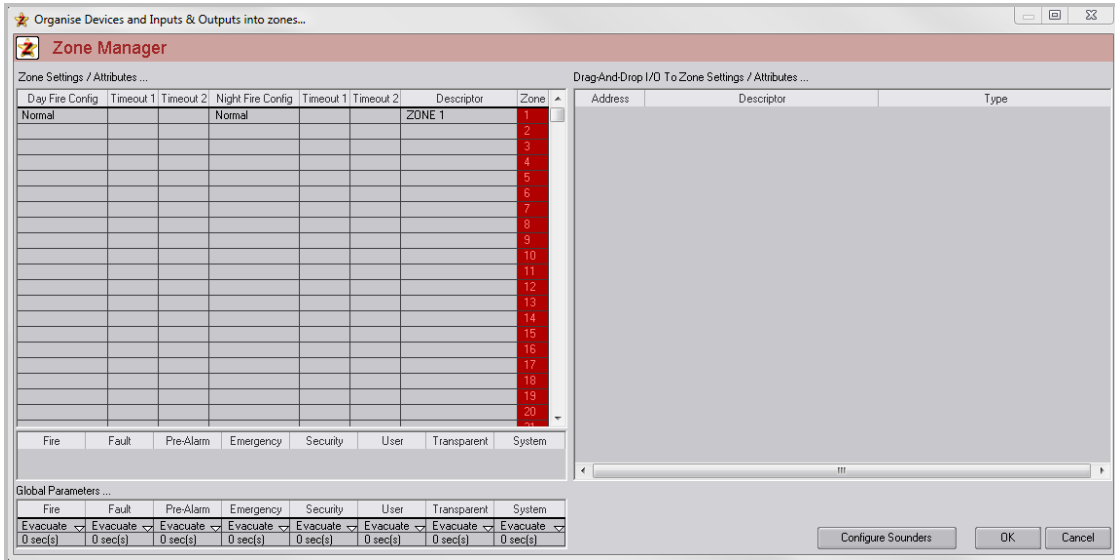 Organise Devices and Inputs & Outputs into zones...
Z Zone Manager
Zone Settings / Attributes ...
Drag-And-Drop I/O To Zone Settings / Attributes ...
Day Fire Config Timeout 1 Timeout 2 Night Fire Config Timeout 1 Timeout 2 Descriptor Zone
Address Descriptor Type
Normal Normal ZONE 1 1
2
3
4
5
6
7
8
9
10
11
12
13
14
15
16
17
18
19
20
21
Fire Fault Pre-Alarm Emergency Security User Transparent System
Global Parameters ...
Fire Fault Pre-Alarm Emergency Security User Transparent System
Evacuate Evacuate Evacuate Evacuate Evacuate Evacuate Evacuate Evacuate
0 sec(s) 0 sec(s) 0 sec(s) 0 sec(s) 0 sec(s) 0 sec(s) 0 sec(s) 0 sec(s)
Configure Sounders OK Cancel